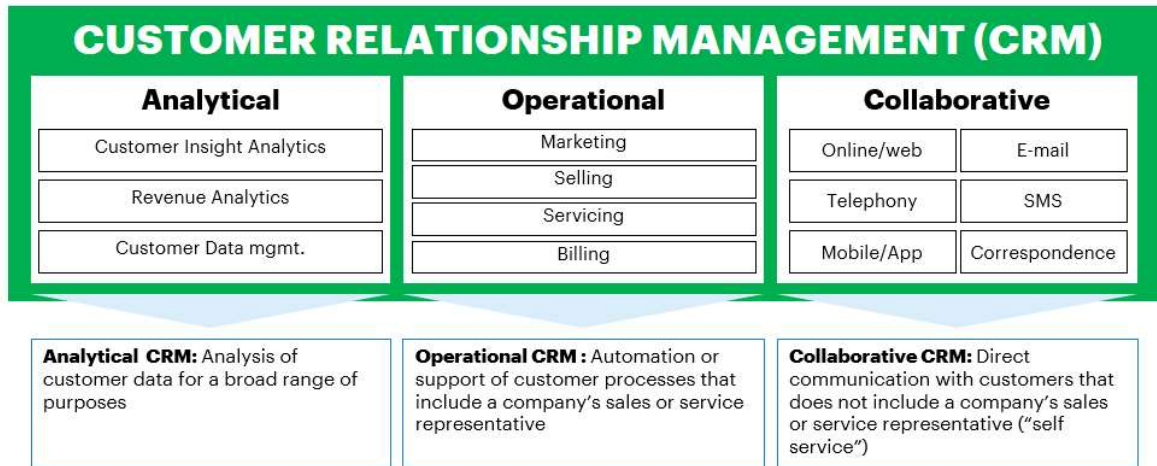 CUSTOMER RELATIONSHIP MANAGEMENT (CRM)
Analytical
Customer Insight Analytics
Revenue Analytics
Customer Data mgmt.
Operational
Marketing
Selling
Servicing
Billing
Collaborative
Online/web
E-mail
Telephony
SMS
Mobile/App
Correspondence
Analytical CRM: Analysis of
customer data for a broad range of
purposes
Operational CRM : Automation or
support of customer processes that
include a company's sales or service
representative
Collaborative CRM: Direct
communication with customers that
does not include a company's sales
or service representative (“self
service”)